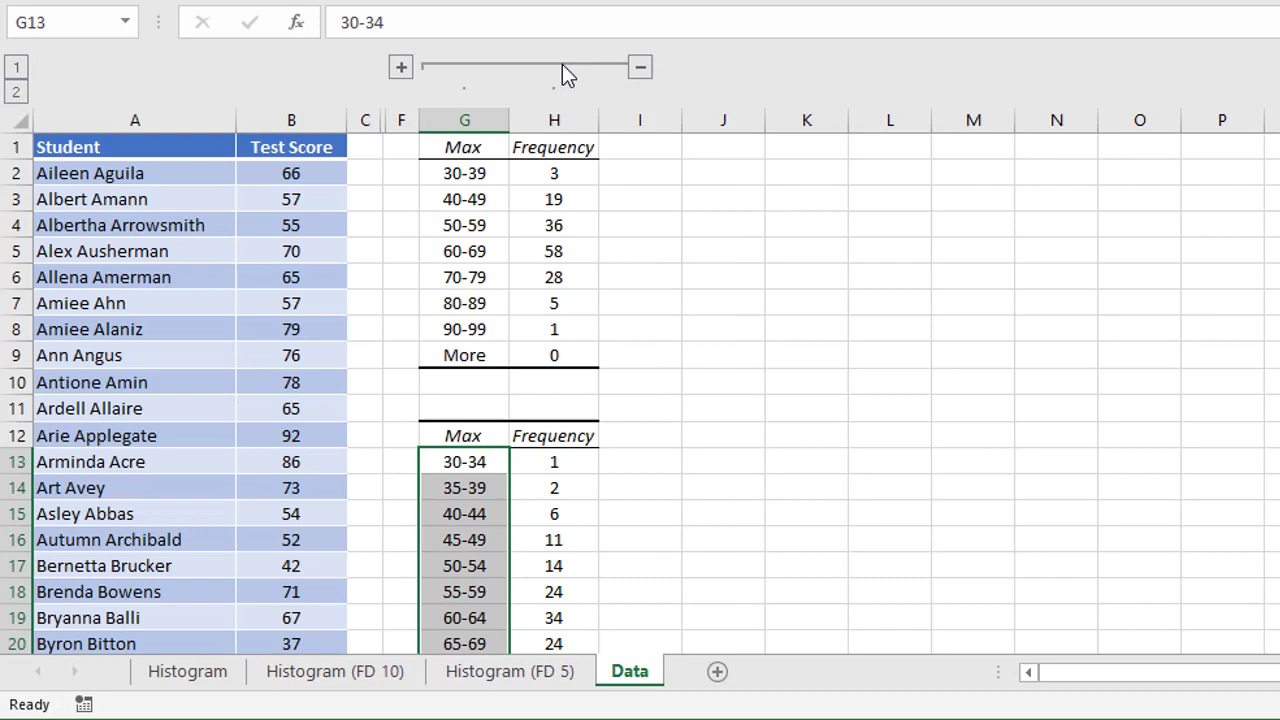 G13 fx 30-34
1
2
A B C F G H I J K L M N O P
1 Student Test Score Max Frequency
2 Aileen Aguila 66 30-39 3
3 Albert Amann 57 40-49 19
4 Albertha Arrowsmith 55 50-59 36
5 Alex Ausherman 70 60-69 58
6 Allena Amerman 65 70-79 28
7 Amiee Ahn 57 80-89 5
8 Amiee Alaniz 79 90-99 1
9 Ann Angus 76 More 0
10 Antione Amin 78
11 Ardell Allaire 65
12 Arie Applegate 92 Max Frequency
13 Arminda Acre 86 30-34 1
14 Art Avey 73 35-39 2
15 Asley Abbas 54 40-44 6
16 Autumn Archibald 52 45-49 11
17 Bernetta Brucker 42 50-54 14
18 Brenda Bowens 71 55-59 24
19 Bryanna Balli 67 60-64 34
20 Byron Bitton 37 65-69 24
Histogram Histogram (FD 10) Histogram (FD 5) Data
Ready